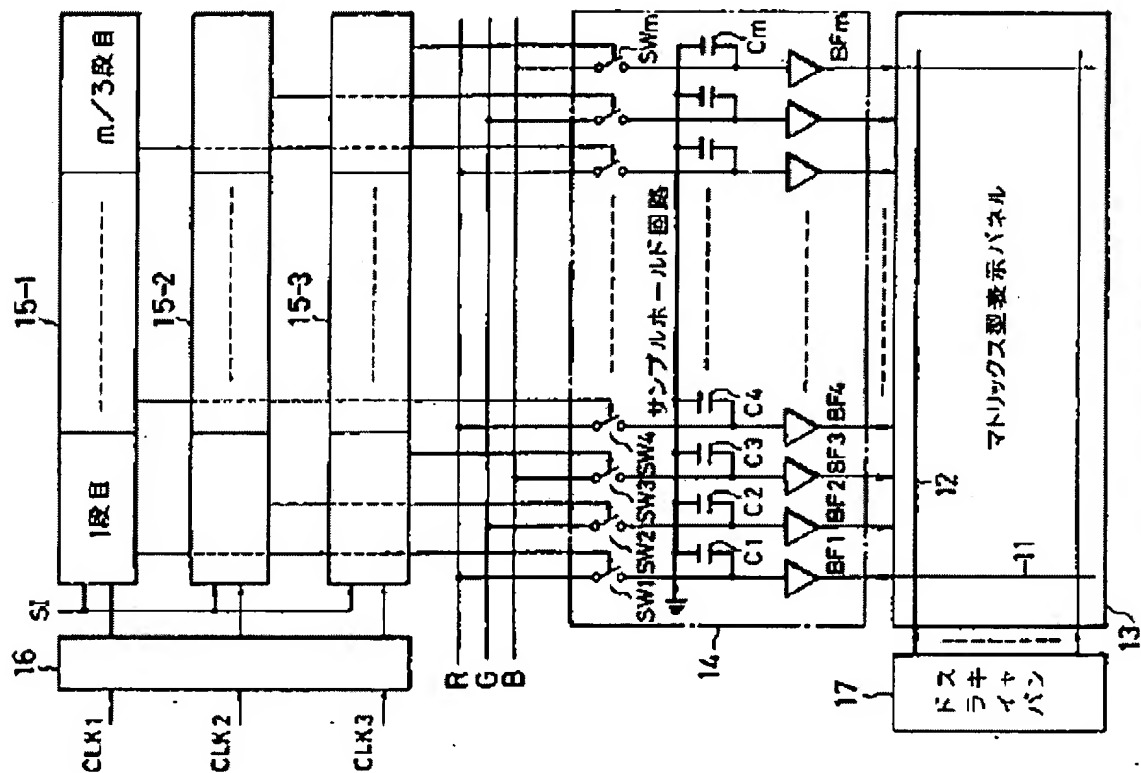 15-1
1段目
m/3段目
15-2
15-3
SI
16
CLK1
CLK2
CLK3
R
G
B
SWm
SW1
SW2
SW3
SW4
サンプルホールド回路
C1
C2
C3
C4
Cm
BF1
BF2
BF3
BF4
BFm
14
12
マトリックス型表示パネル
11
13
17
スキャン
ドライバ